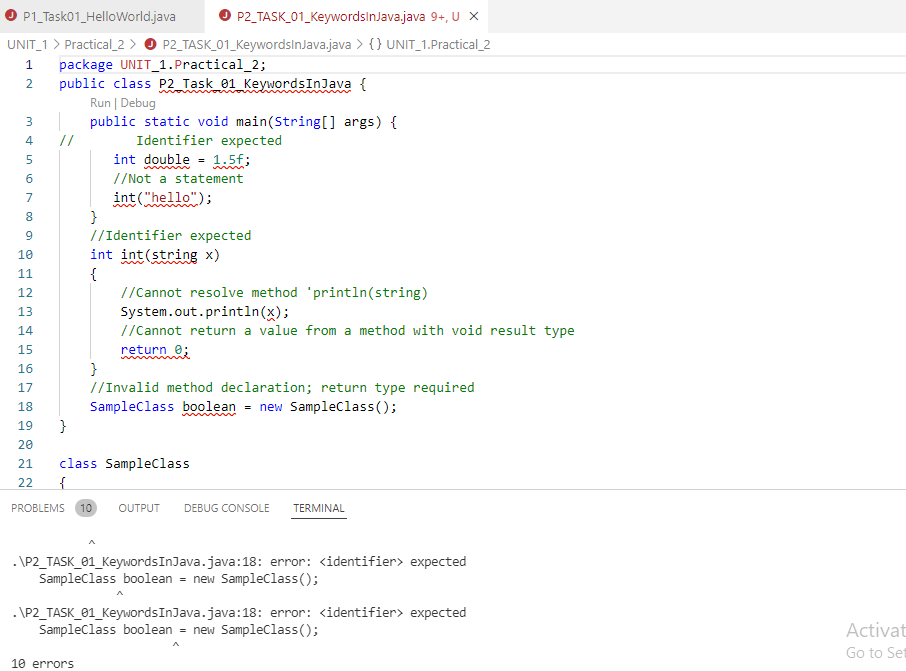 P1_Task01_HelloWorld.java P2_TASK_01_KeywordsInJava.java 9+, U
UNIT_1 > Practical_2 > P2_TASK_01_KeywordsInJava.java > {} UNIT_1.Practical_2
1 package UNIT_1.Practical_2;
2 public class P2_Task_01_KeywordsInJava {
Run | Debug
3 public static void main(String[] args) {
4 // Identifier expected
5 int double = 1.5f;
6 //Not a statement
7 int("hello");
8 }
9 //Identifier expected
10 int int(string x)
11 {
12 //Cannot resolve method 'println(string)
13 System.out.println(x);
14 //Cannot return a value from a method with void result type
15 return 0;
16 }
17 //Invalid method declaration; return type required
18 SampleClass boolean = new SampleClass();
19 }
20
21 class SampleClass
22 {
PROBLEMS 10 OUTPUT DEBUG CONSOLE TERMINAL
^
.\P2_TASK_01_KeywordsInJava.java:18: error: <identifier> expected
SampleClass boolean = new SampleClass();
^
.\P2_TASK_01_KeywordsInJava.java:18: error: <identifier> expected
SampleClass boolean = new SampleClass();
^
10 errors
Activat
Go to Set